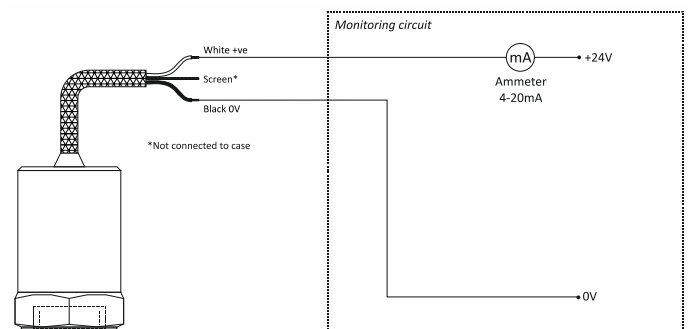 Monitoring circuit
White +ve
mA
+24V
Screen*
Ammeter
4-20mA
Black 0V
*Not connected to case
0V